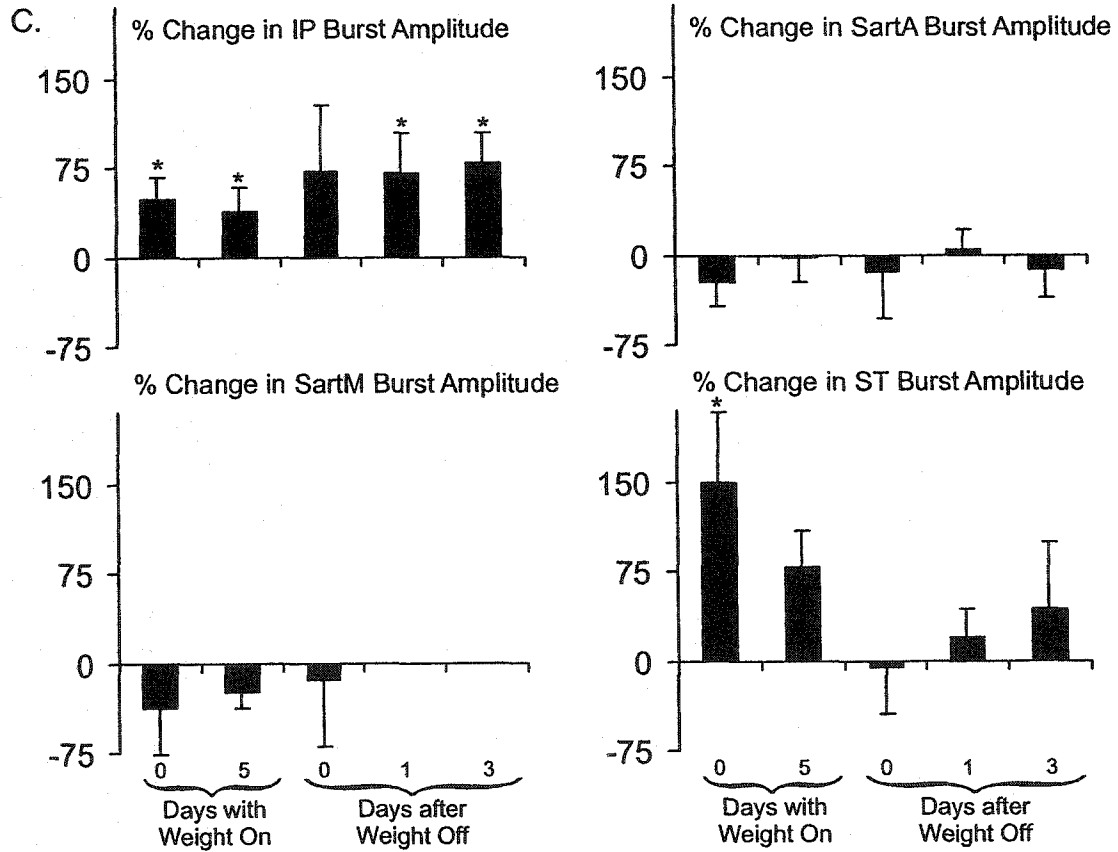 C.
% Change in IP Burst Amplitude
150
* * * *
75
0
-75
% Change in SartA Burst Amplitude
150
75
0
-75
% Change in SartM Burst Amplitude
150
75
0
-75
0 5 0 1 3
Days with Weight On
Days after Weight Off
% Change in ST Burst Amplitude
*
150
75
0
-75
0 5 0 1 3
Days with Weight On
Days after Weight Off